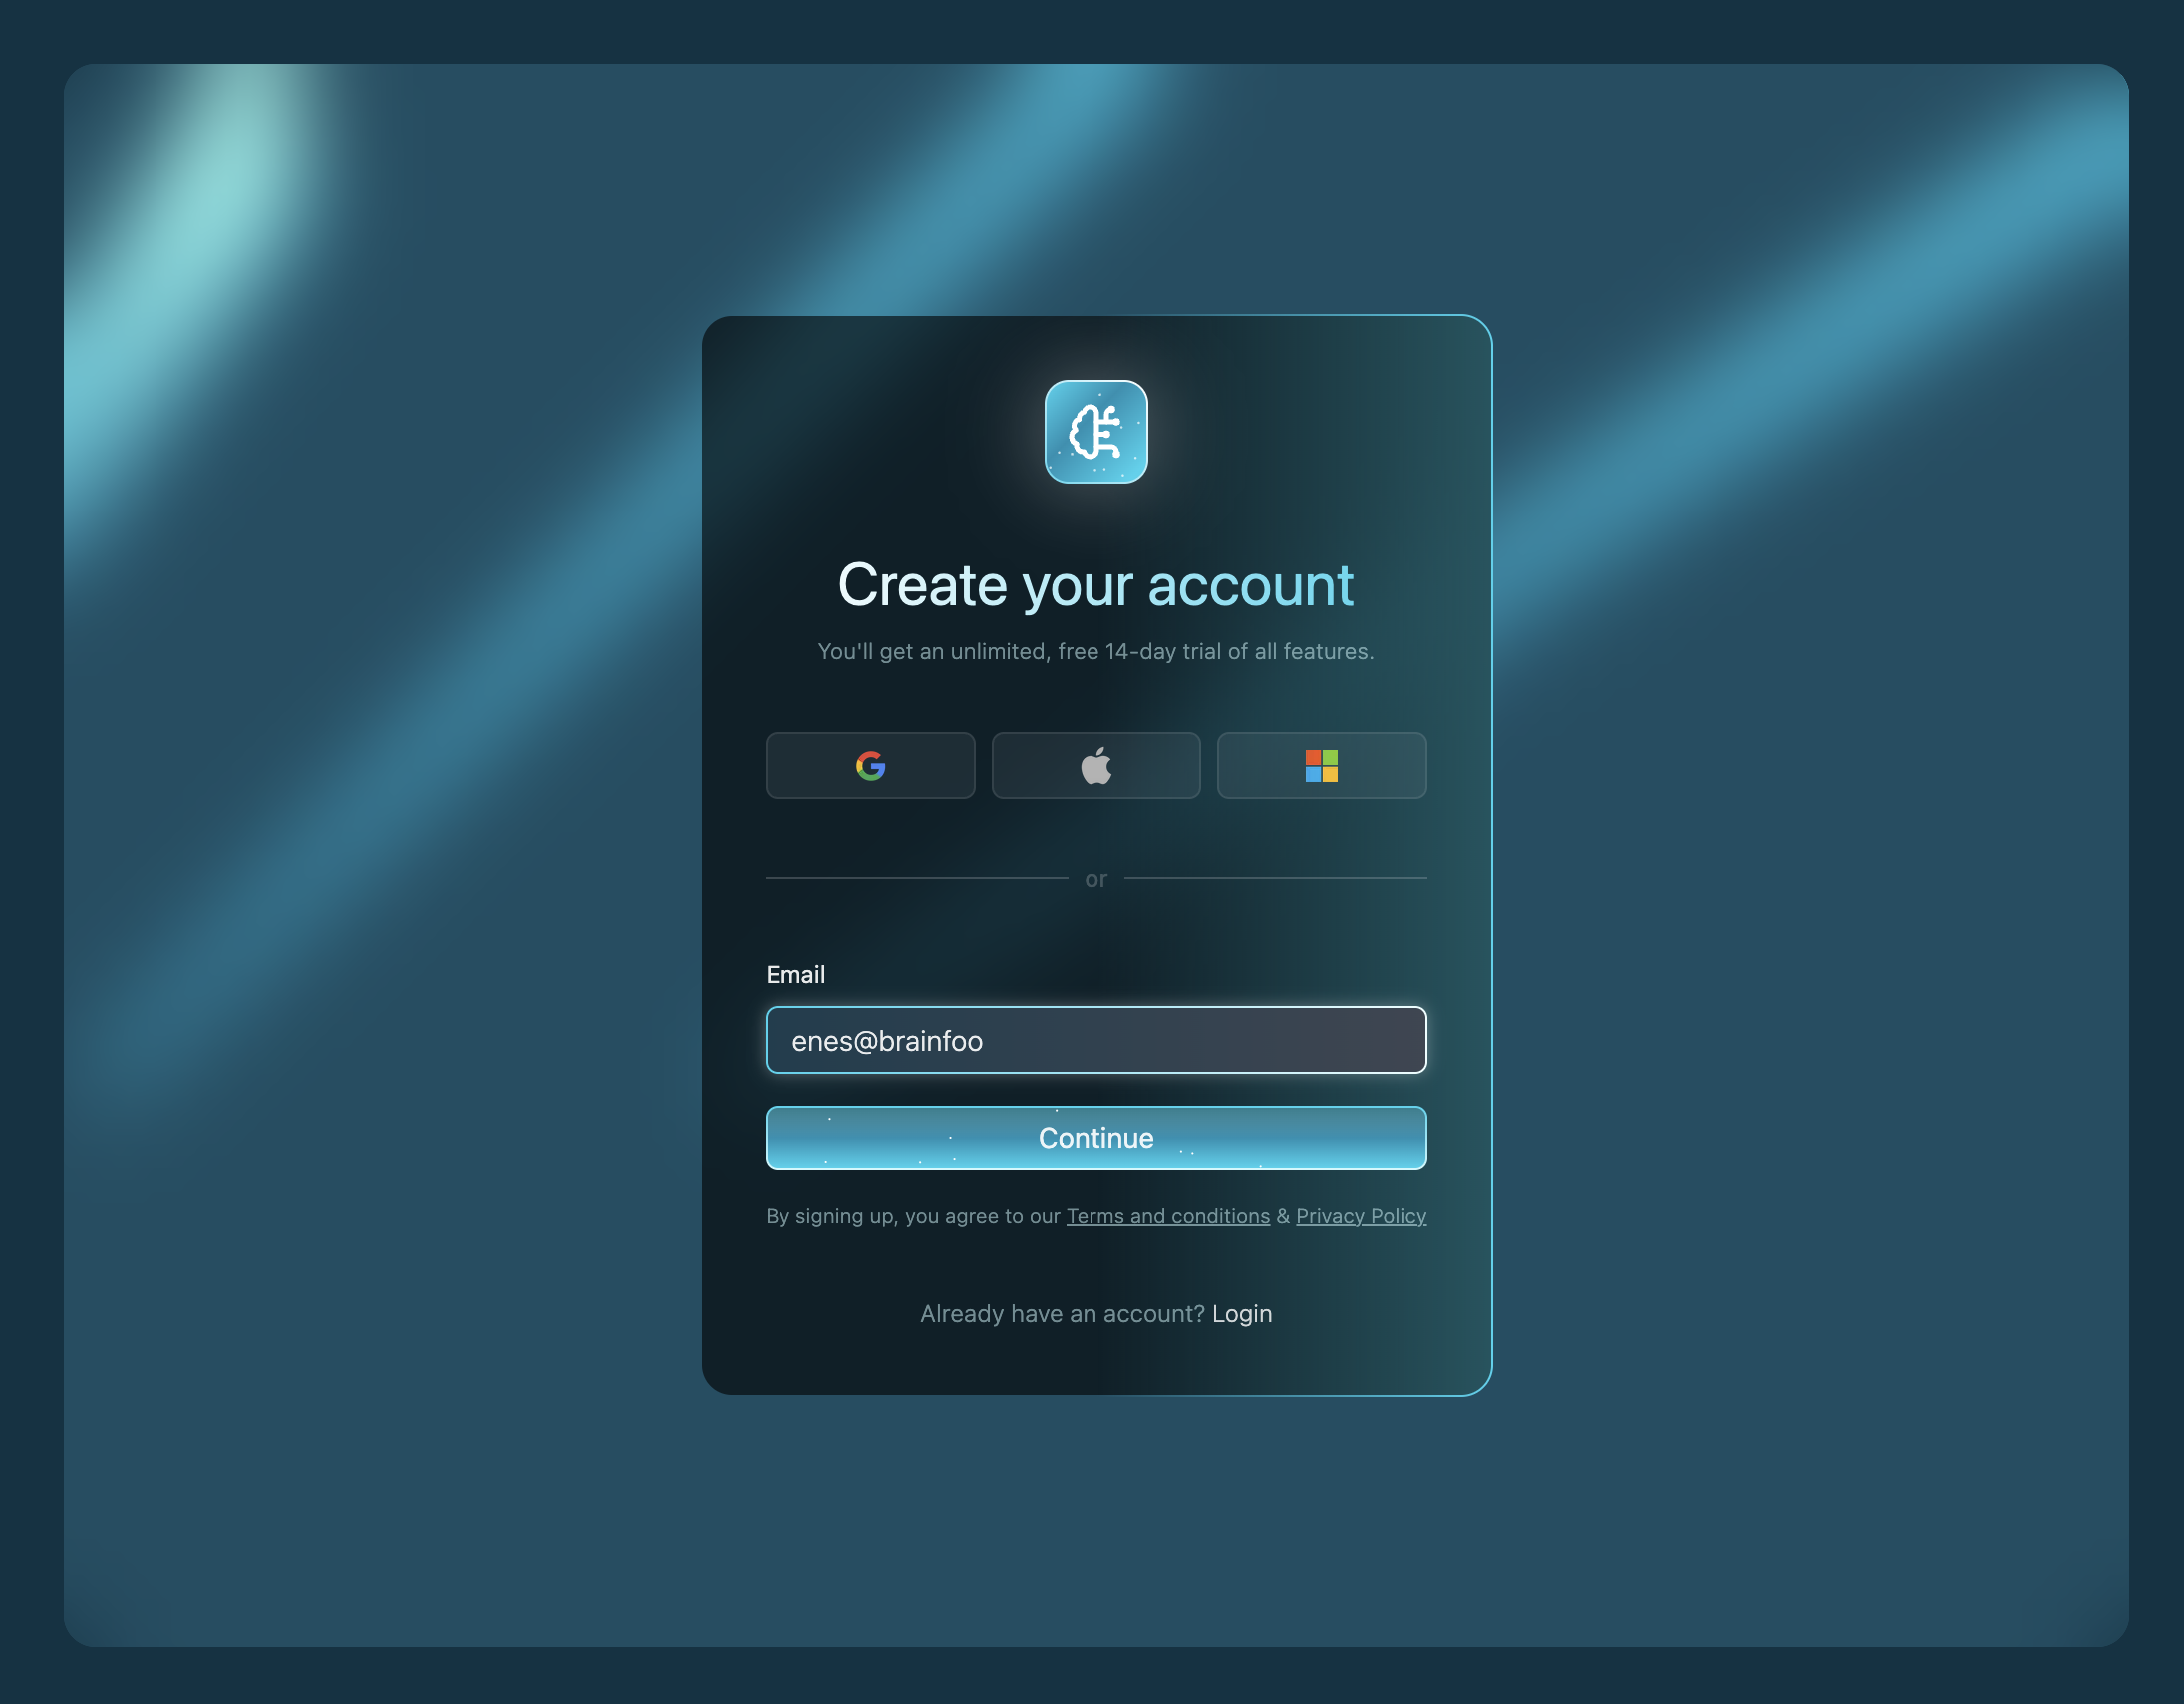 Create your account
You'll get an unlimited, free 14-day trial of all features.
or
Email
enes@brainfoo
Continue
By signing up, you agree to our Terms and conditions & Privacy Policy
Already have an account? Login